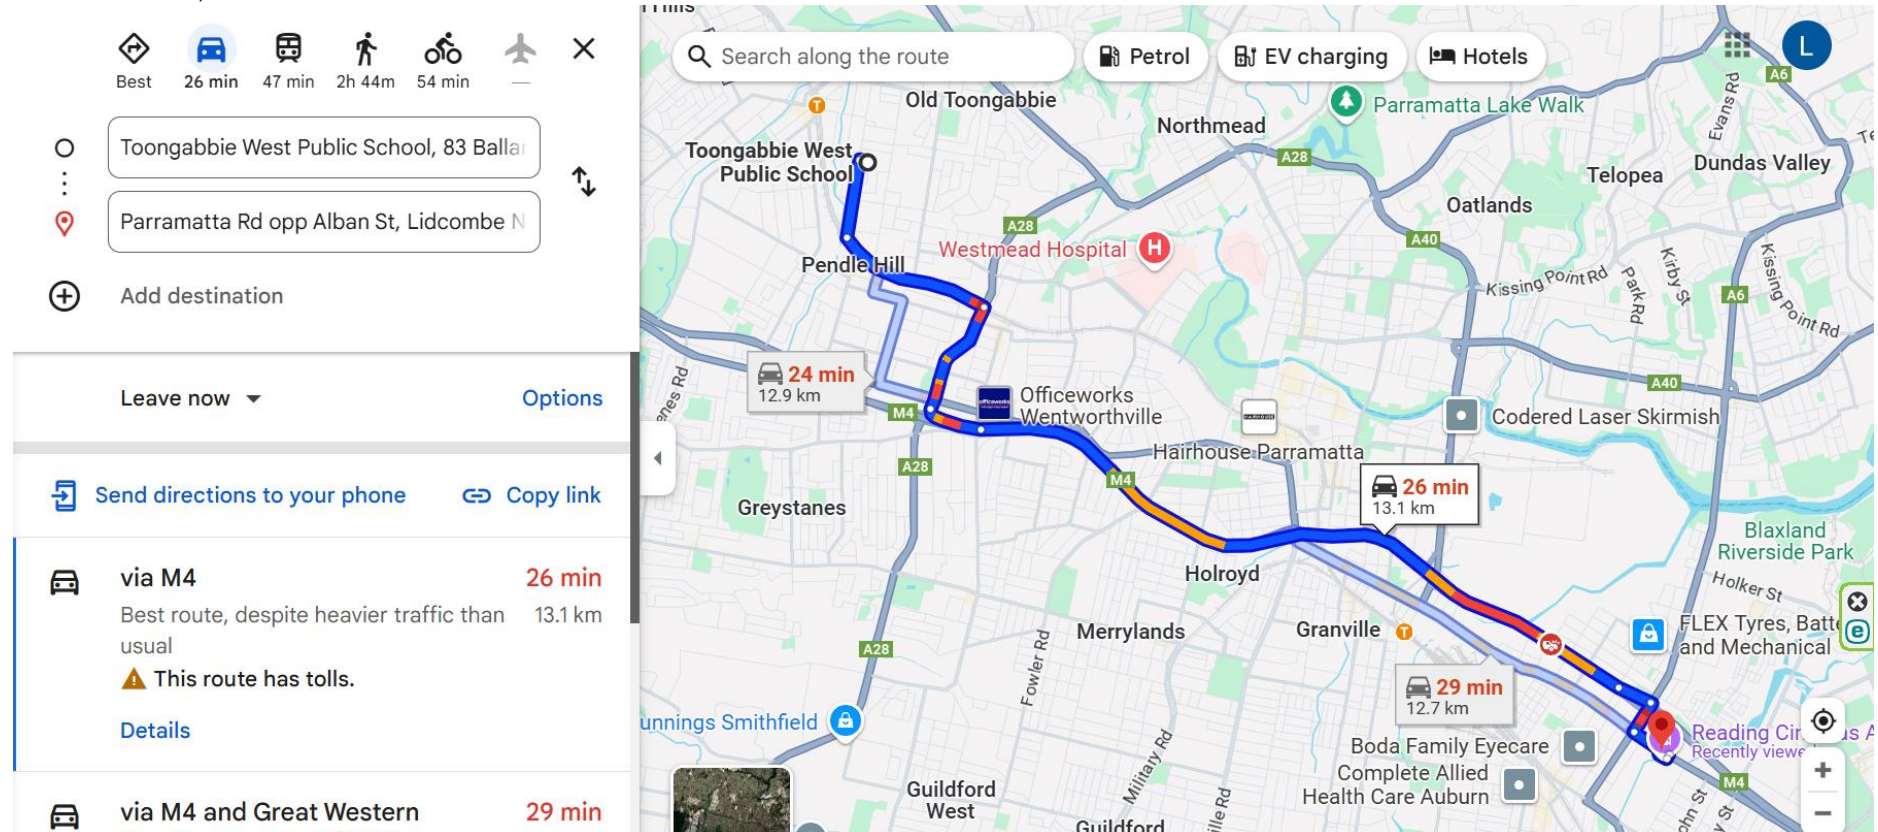 Best
26 min
47 min
2h 44m
54 min
Toongabbie West Public School, 83 Balla
Parramatta Rd opp Alban St, Lidcombe N
Add destination
Leave now
Options
Send directions to your phone
Copy link
via M4
26 min
Best route, despite heavier traffic than
13.1 km
usual
This route has tolls.
Details
via M4 and Great Western
29 min
Search along the route
Petrol
EV charging
Hotels
L
A6
Old Toongabbie
Parramatta Lake Walk
Evans Rd
Northmead
Toongabbie West
Public School
A28
Dundas Valley
Telopea
Oatlands
A28
Westmead Hospital
H
A40
Pendle Hill
Kissing Point Rd
Park Rd
Kirby St
A6
Kissing Point Rd
24 min
12.9 km
A40
M4
Officeworks
Wentworthville
Codered Laser Skirmish
Hairhouse Parramatta
A28
M4
26 min
13.1 km
Greystanes
Blaxland
Riverside Park
Holroyd
Holker St
Merrylands
Granville
FLEX Tyres, Batte
and Mechanical
A28
Fowler Rd
29 min
12.7 km
unnings Smithfield
Reading Cin
s A
Recently viewe
Boda Family Eyecare
Military Rd
Complete Allied
Health Care Auburn
M4
Guildford
West
ville Rd
hn St
y St
Guildford